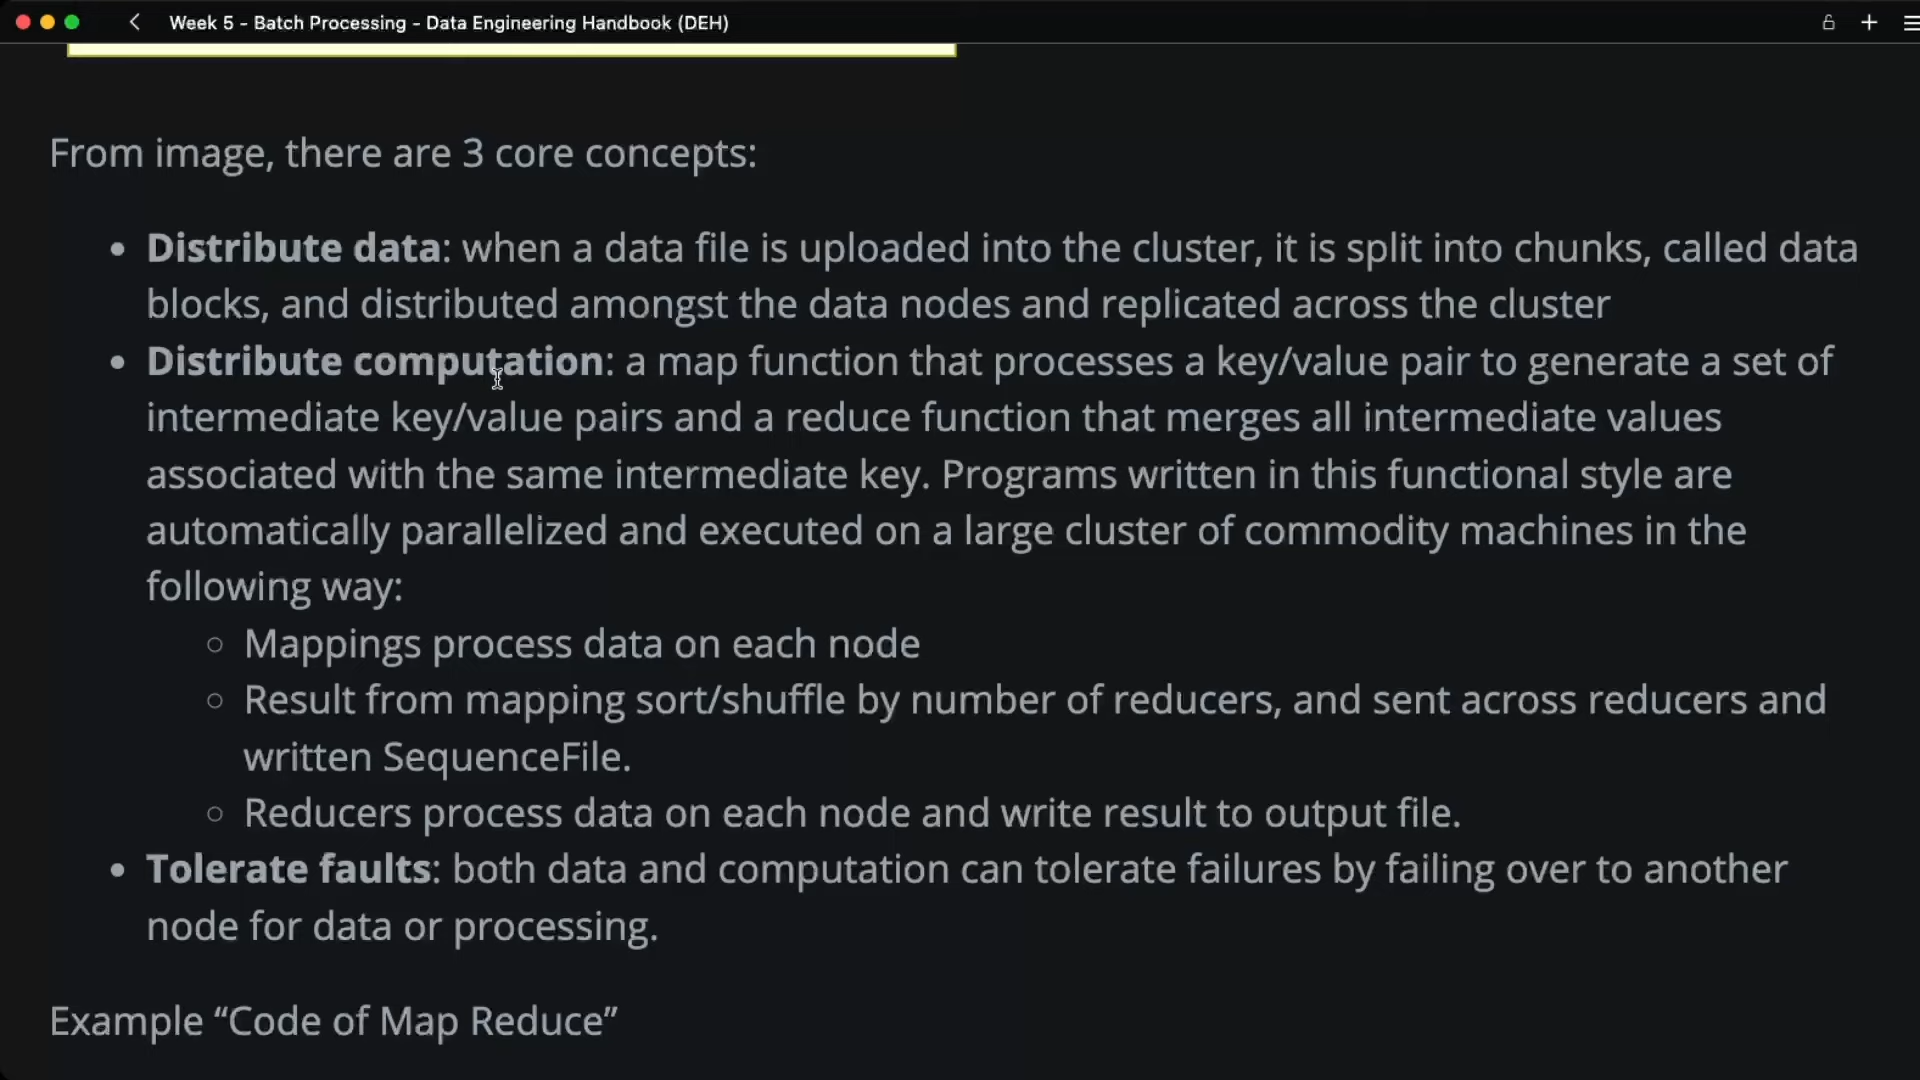 Week 5 - Batch Processing - Data Engineering Handbook (DEH)
From image, there are 3 core concepts:
• Distribute data: when a data file is uploaded into the cluster, it is split into chunks, called data
blocks, and distributed amongst the data nodes and replicated across the cluster
• Distribute computation: a map function that processes a key/value pair to generate a set of
intermediate key/value pairs and a reduce function that merges all intermediate values
associated with the same intermediate key. Programs written in this functional style are
automatically parallelized and executed on a large cluster of commodity machines in the
following way:
○ Mappings process data on each node
○ Result from mapping sort/shuffle by number of reducers, and sent across reducers and
written SequenceFile.
○ Reducers process data on each node and write result to output file.
• Tolerate faults: both data and computation can tolerate failures by failing over to another
node for data or processing.
Example “Code of Map Reduce”